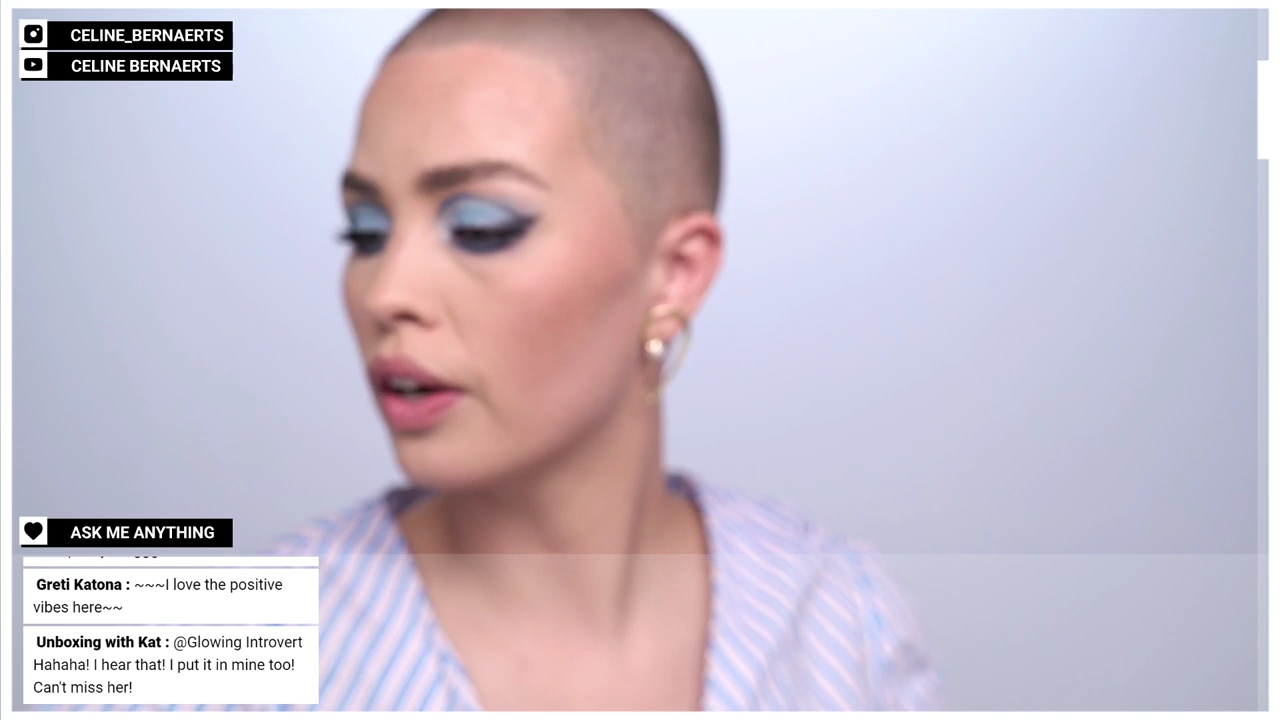 CELINE_BERNAERTS
CELINE BERNAERTS
ASK ME ANYTHING
Greti Katona : ~~~I love the positive
vibes here~~
Unboxing with Kat : @Glowing Introvert
Hahaha! I hear that! I put it in mine too!
Can't miss her!